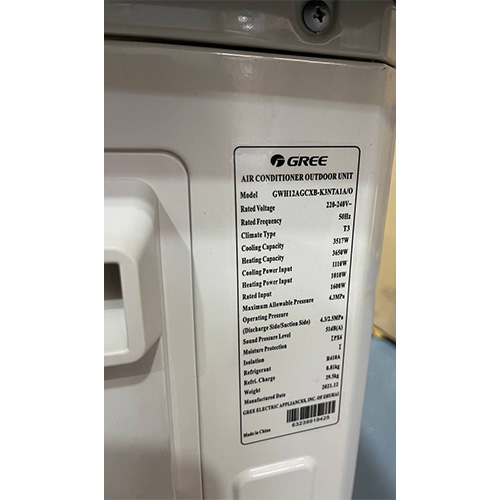 GREE
AIR CONDITIONER OUTDOOR UNIT
Model GWH12AGCXB-K3NTA1A/O
Rated Voltage 220-240V~
Rated Frequency 50Hz
Climate Type T3
Cooling Capacity 3517W
Heating Capacity 3650W
Cooling Power Input 1110W
Heating Power Input 1010W
Rated Input 1600W
Maximum Allowable Pressure 4.3MPa
Operating Pressure
(Discharge Side/Suction Side) 4.3/2.5MPa
Sound Pressure Level 51dB(A)
Moisture Protection IPX4
Isolation I
Refrigerant R410A
Refri. Charge 0.81kg
Weight 29.5kg
Manufactured Date 2021.12
GREE ELECTRIC APPLIANCES, INC. OF ZHUHAI
Made in China
63239919425